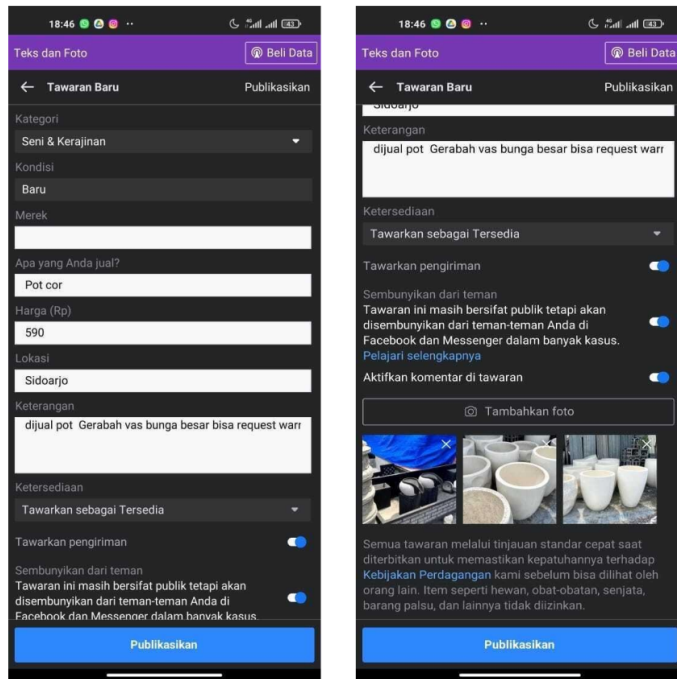 18:46
43
Teks dan Foto
Beli Data
Tawaran Baru
Publikasikan
Kategori
Seni & Kerajinan
Kondisi
Baru
Merek
Apa yang Anda jual?
Pot cor
Harga (Rp)
590
Lokasi
Sidoarjo
Keterangan
dijual pot Gerabah vas bunga besar bisa request warr
Ketersediaan
Tawarkan sebagai Tersedia
Tawarkan pengiriman
Sembunyikan dari teman
Tawaran ini masih bersifat publik tetapi akan
disembunyikan dari teman-teman Anda di
Facebook dan Messenger dalam banyak kasus.
Publikasikan
18:46
43
Teks dan Foto
Beli Data
Tawaran Baru
Publikasikan
Sidoarjo
Keterangan
dijual pot Gerabah vas bunga besar bisa request warr
Ketersediaan
Tawarkan sebagai Tersedia
Tawarkan pengiriman
Sembunyikan dari teman
Tawaran ini masih bersifat publik tetapi akan
disembunyikan dari teman-teman Anda di
Facebook dan Messenger dalam banyak kasus.
Pelajari selengkapnya
Aktifkan komentar di tawaran
Tambahkan foto
Semua tawaran melalui tinjauan standar cepat saat
diterbitkan untuk memastikan kepatuhannya terhadap
Kebijakan Perdagangan kami sebelum bisa dilihat oleh
orang lain. Item seperti hewan, obat-obatan, senjata,
barang palsu, dan lainnya tidak diizinkan.
Publikasikan